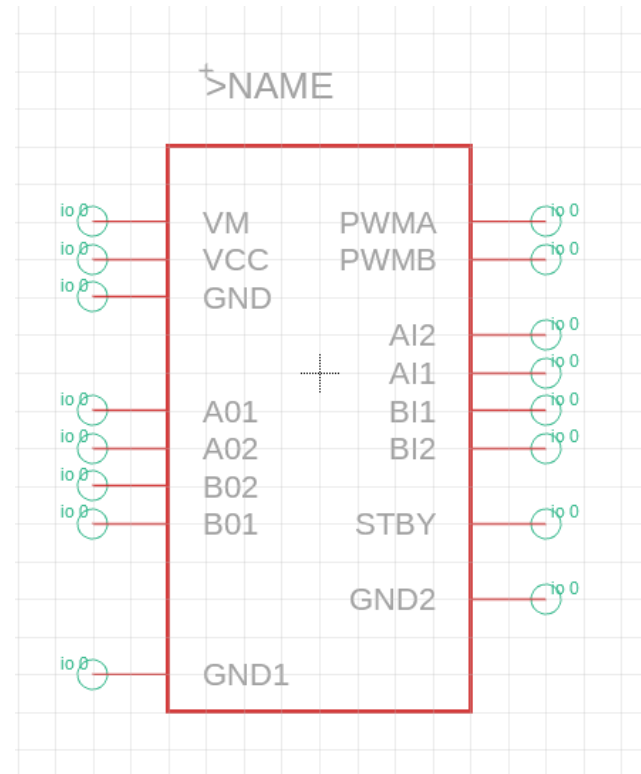 >NAME
io 0 VM PWMA io 0
io 0 VCC PWMB io 0
io 0 GND
AI2 io 0
AI1 io 0
io 0 A01 BI1 io 0
io 0 A02 BI2 io 0
io 0 B02
io 0 B01 STBY io 0
GND2 io 0
io 0 GND1